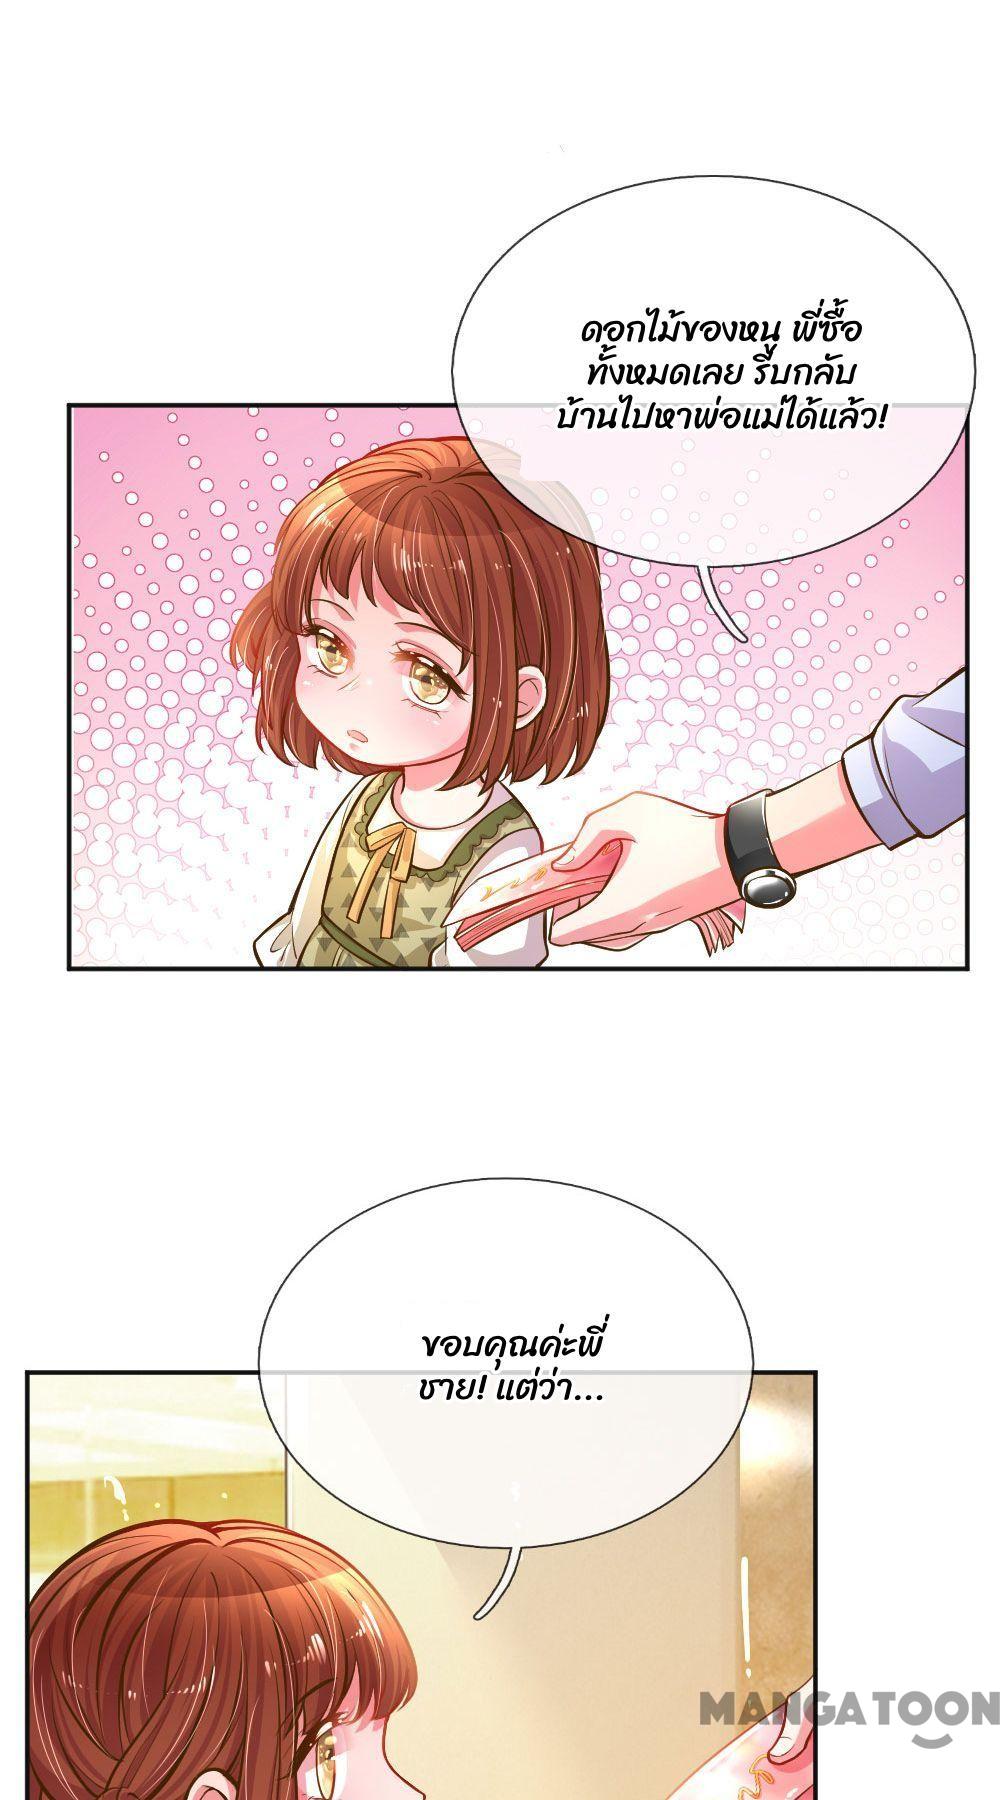 ดอกไม้ของหนู พี่ซื้อ
ทั้งหมดเลย รีบกลับ
บ้านไปหาพ่อแม่ได้แล้ว!
ขอบคุณค่ะพี่
ชาย! แต่ว่า...
MANGATOON